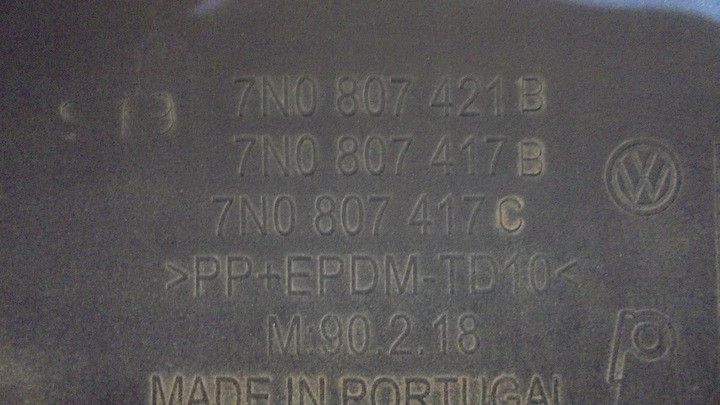 7N0 807 421 B
7N0 807 417 B
7N0 807 417 C
>PP+EPDM-TD10<
M:90.2.18
MADE IN PORTUGAL